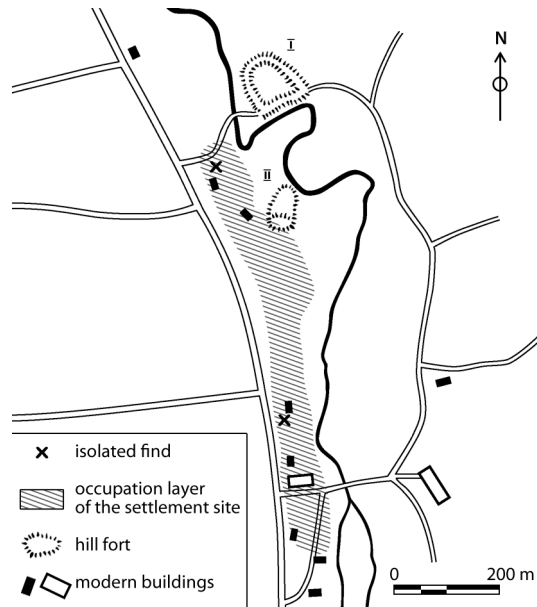 I
N
II
isolated find
occupation layer
of the settlement site
hill fort
modern buildings
0 200 m